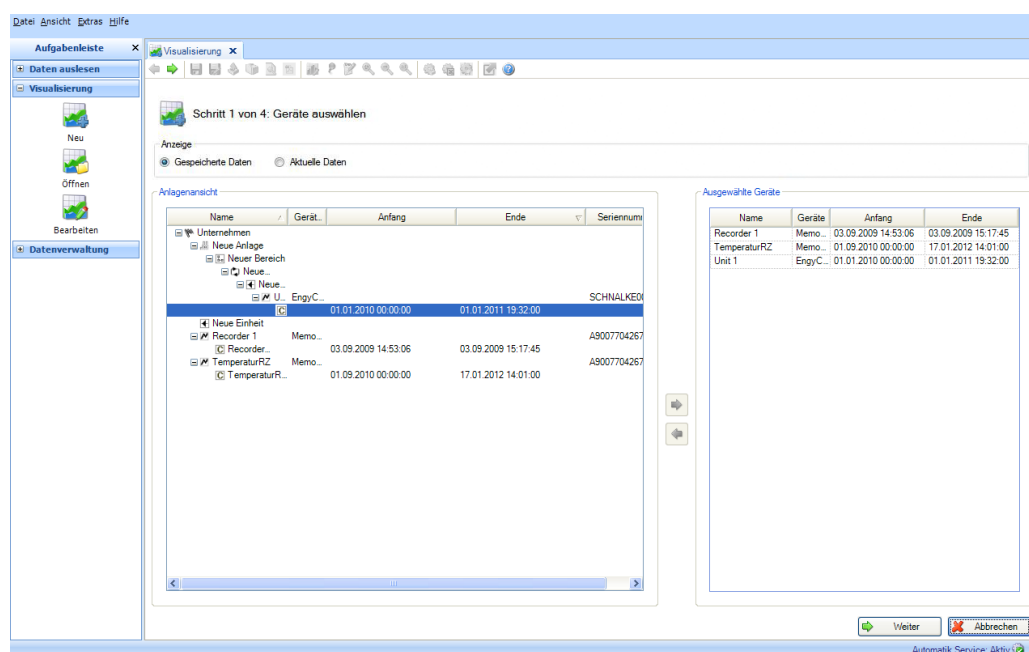 Datei Ansicht Extras Hilfe
Aufgabenleiste
Visualisierung
Daten auslesen
Visualisierung
Neu
Öffnen
Bearbeiten
Datenverwaltung
Schritt 1 von 4: Geräte auswählen
Anzeige
Gespeicherte Daten Aktuelle Daten
Anlagenansicht
Name Gerät... Anfang Ende Seriennum
Unternehmen
Neue Anlage
Neuer Bereich
Neue...
Neue...
U... EngyC... SCHNALKE0
01.01.2010 00:00:00 01.01.2011 19:32:00
Neue Einheit
Recorder 1 Memo... A9007704267
Recorder... 03.09.2009 14:53:06 03.09.2009 15:17:45
TemperaturRZ Memo... A9007704267
TemperaturR... 01.09.2010 00:00:00 17.01.2012 14:01:00
Ausgewählte Geräte
Name Geräte Anfang Ende
Recorder 1 Memo... 03.09.2009 14:53:06 03.09.2009 15:17:45
TemperaturRZ Memo... 01.09.2010 00:00:00 17.01.2012 14:01:00
Unit 1 EngyC... 01.01.2010 00:00:00 01.01.2011 19:32:00
Weiter Abbrechen
Automatik Service: Aktiv